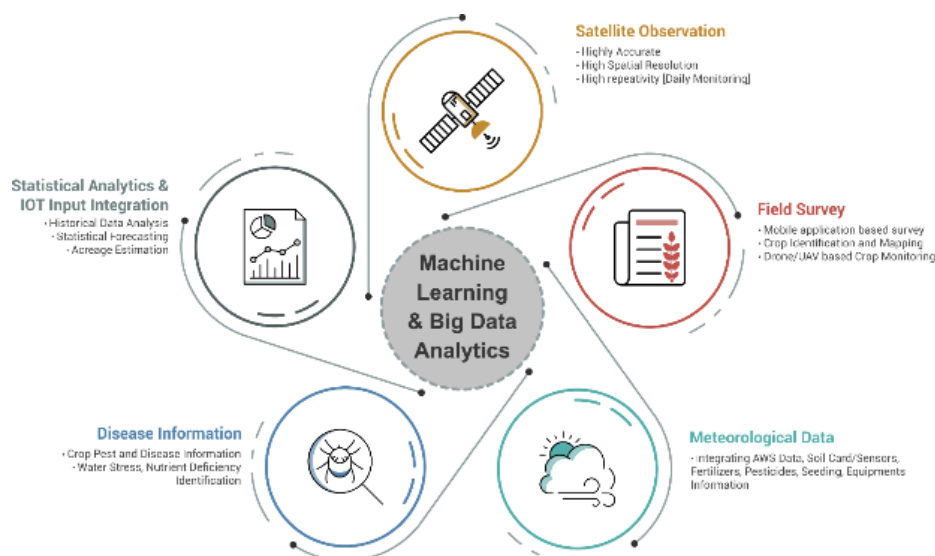 Satellite Observation
- Highly Accurate
- High Spatial Resolution
- High repeativity [Daily Monitoring]
Statistical Analytics &
IOT Input Integration
- Historical Data Analysis
- Statistical Forecasting
- Acreage Estimation
Field Survey
- Mobile application based survey
- Crop Identification and Mapping
- Drone/UAV based Crop Monitoring
Machine
Learning
& Big Data
Analytics
Disease Information
- Crop Pest and Disease Information
- Water Stress, Nutrient Deficiency
Identification
Meteorological Data
- Integrating AWS Data, Soil Card/Sensors,
Fertilizers, Pesticides, Seeding, Equipments
Information